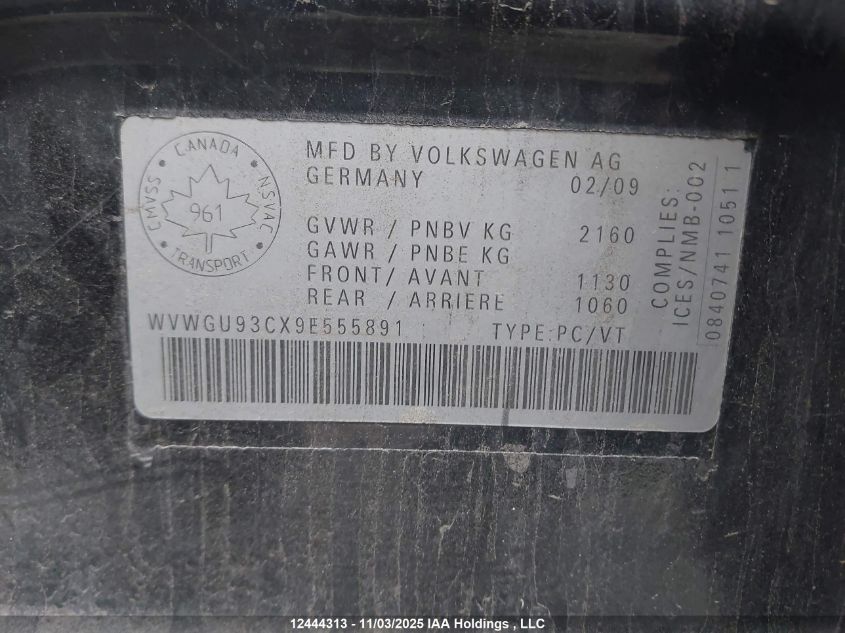 CANADA
CMVSS
NSVAC
961
TRANSPORT
MFD BY VOLKSWAGEN AG
GERMANY 02/09
GVWR / PNBV KG 2160
GAWR / PNBE KG
FRONT/ AVANT 1130
REAR / ARRIERE 1060
WVWGU93CX9E555891 TYPE:PC/VT
COMPLIES:
ICES/NMB-002
0840741 1051 1
12444313 - 11/03/2025 IAA Holdings , LLC